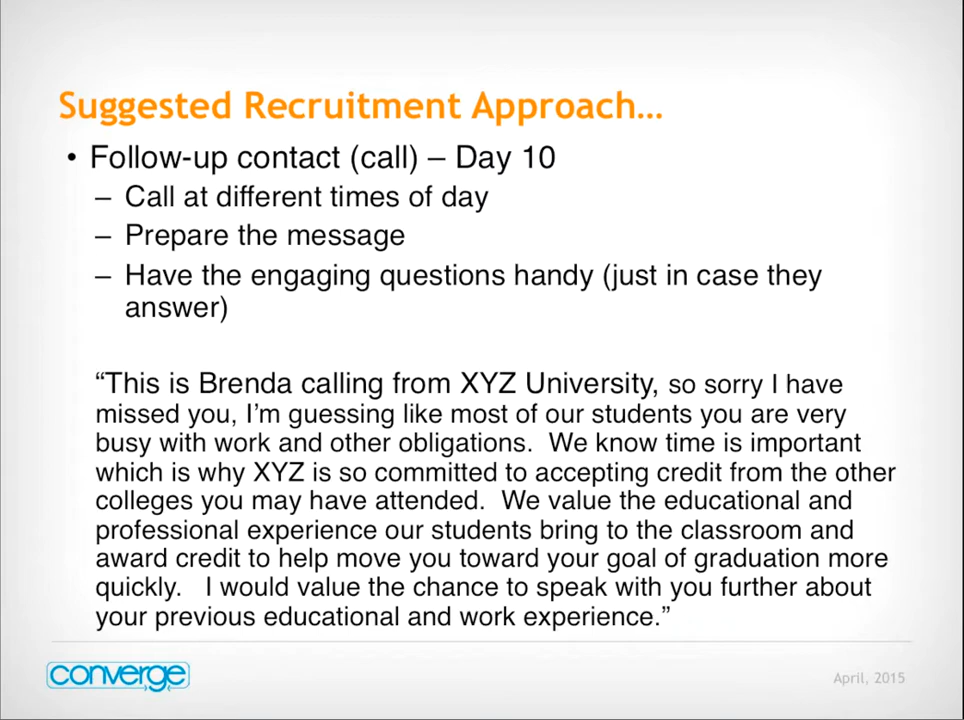 Suggested Recruitment Approach…
• Follow-up contact (call) – Day 10
– Call at different times of day
– Prepare the message
– Have the engaging questions handy (just in case they
answer)
“This is Brenda calling from XYZ University, so sorry I have
missed you, I’m guessing like most of our students you are very
busy with work and other obligations.  We know time is important
which is why XYZ is so committed to accepting credit from the other
colleges you may have attended.  We value the educational and
professional experience our students bring to the classroom and
award credit to help move you toward your goal of graduation more
quickly.   I would value the chance to speak with you further about
your previous educational and work experience.”
converge
April, 2015